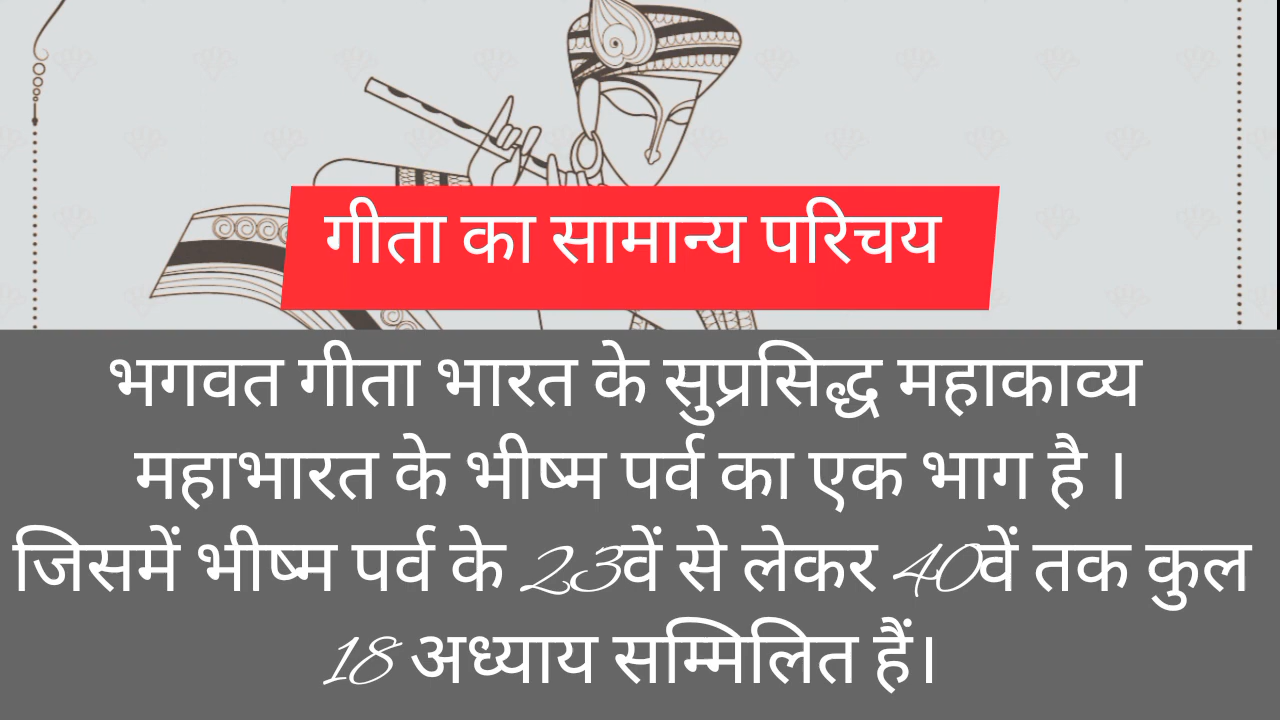 गीता का सामान्य परिचय
भगवत गीता भारत के सुप्रसिद्ध महाकाव्य
महाभारत के भीष्म पर्व का एक भाग है ।
जिसमें भीष्म पर्व के 23वें से लेकर 40वें तक कुल
18 अध्याय सम्मिलित हैं।